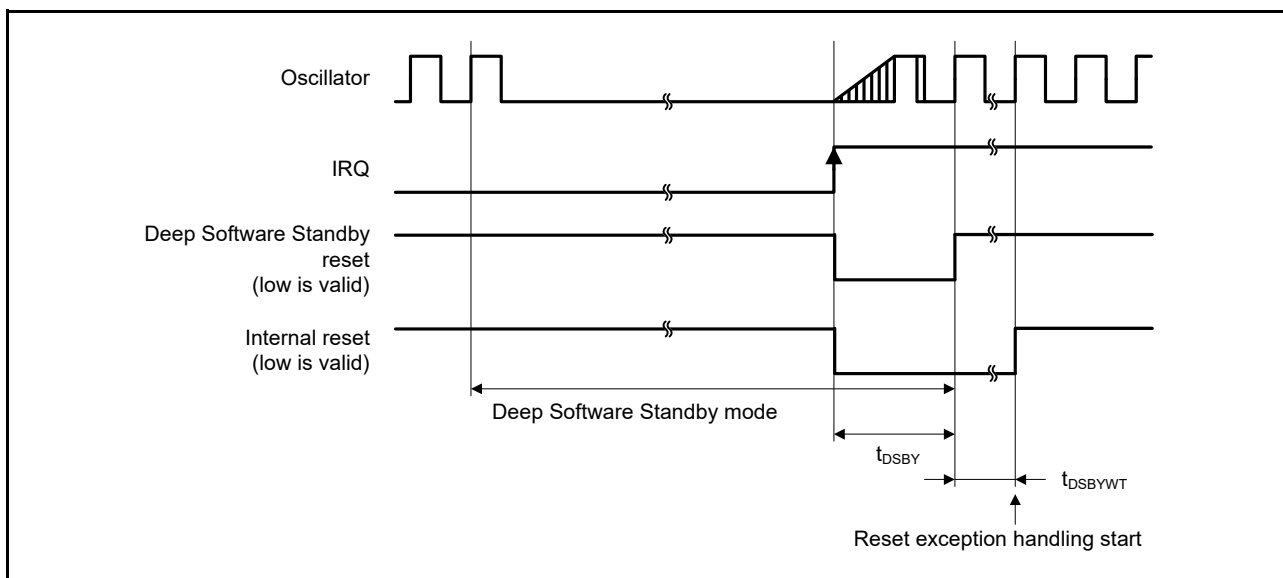 Oscillator
IRQ
Deep Software Standby
reset
(low is valid)
Internal reset
(low is valid)
Deep Software Standby mode
tDSBY
tDSBYWT
Reset exception handling start